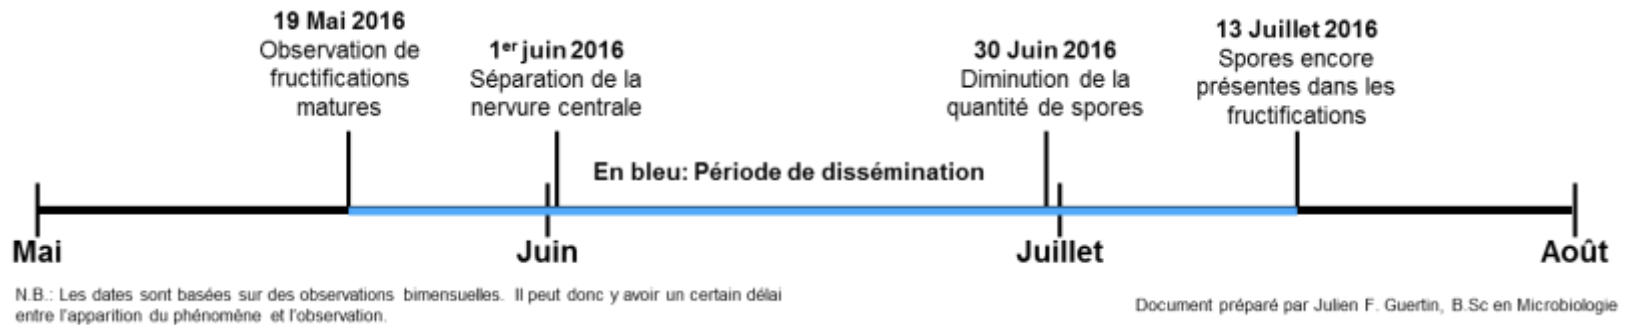 19 Mai 2016
Observation de
fructifications
matures
1er juin 2016
Séparation de la
nervure centrale
30 Juin 2016
Diminution de la
quantité de spores
13 Juillet 2016
Spores encore
présentes dans les
fructifications
En bleu: Période de dissémination
Mai
Juin
Juillet
Août
N.B.: Les dates sont basées sur des observations bimensuelles. Il peut donc y avoir un certain délai
entre l'apparition du phénomène et l'observation.
Document préparé par Julien F. Guertin, B.Sc en Microbiologie